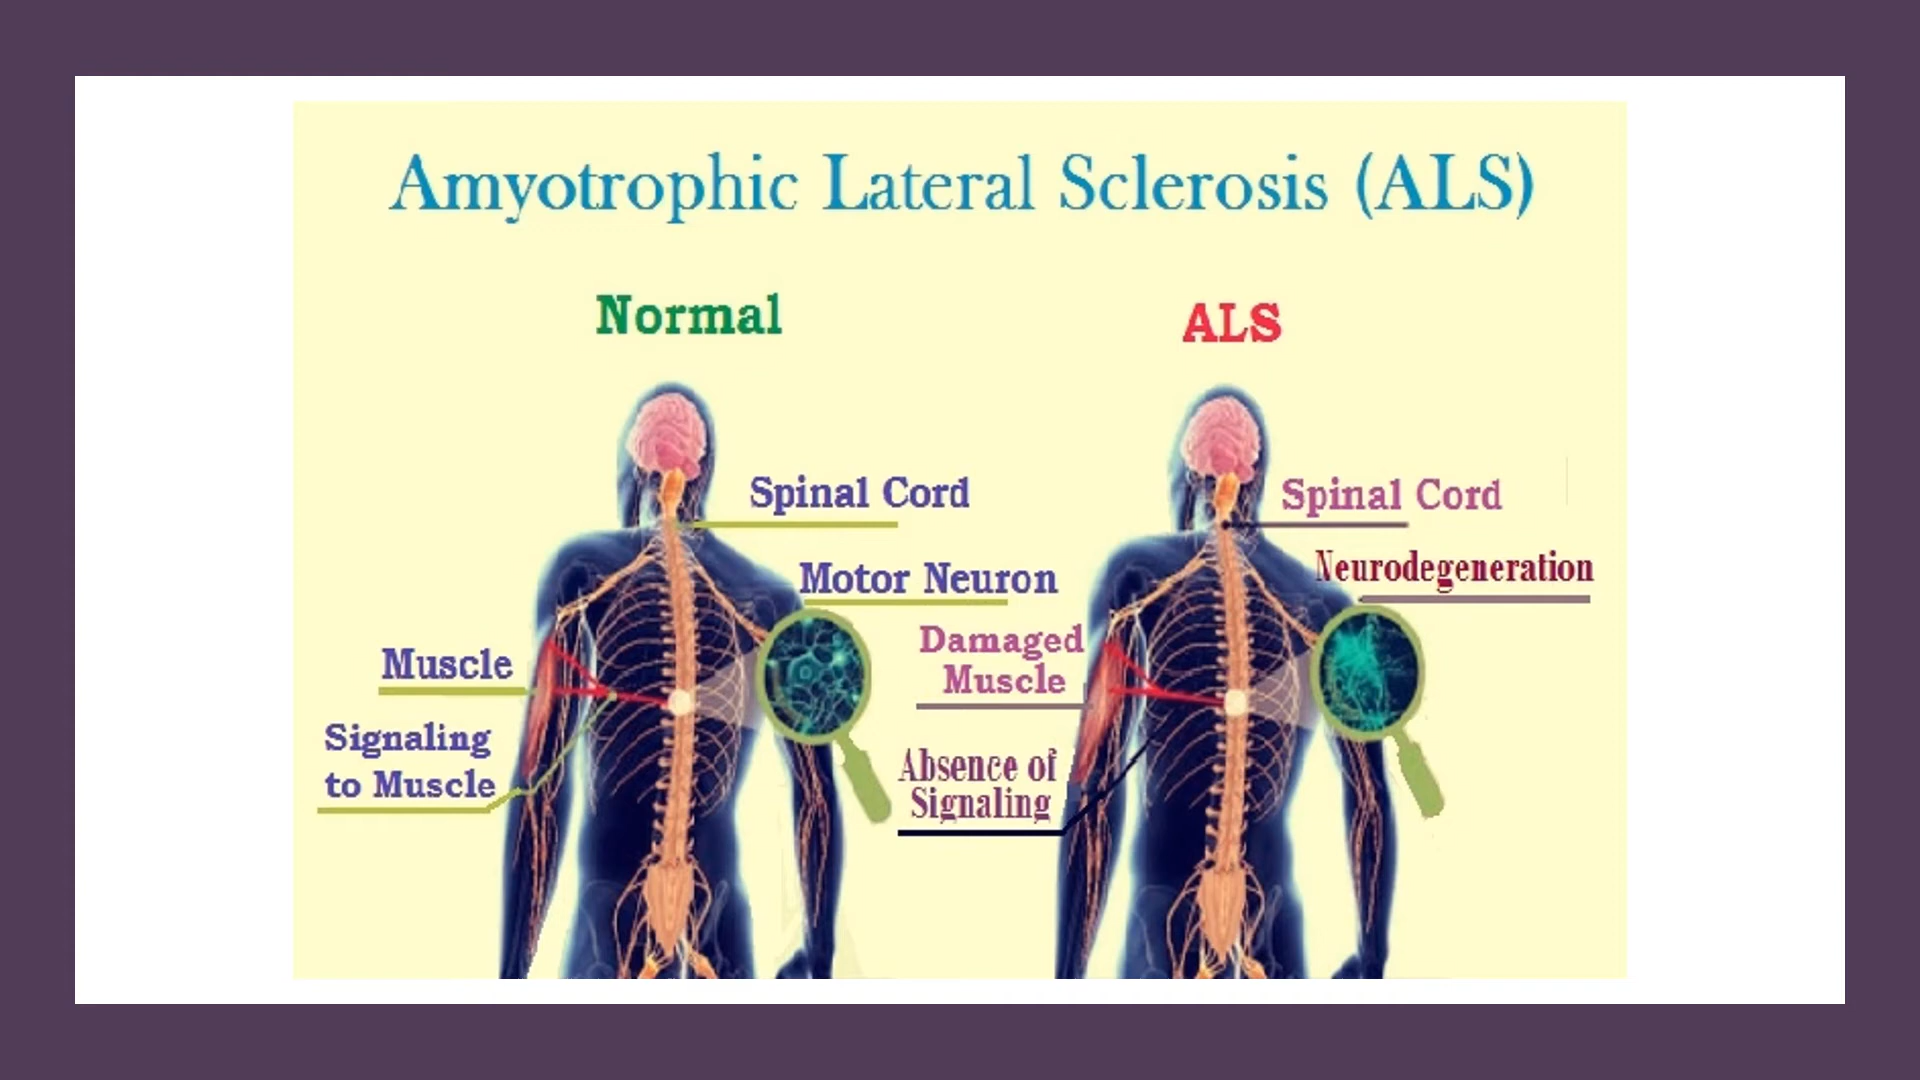 Amyotrophic Lateral Sclerosis (ALS)
Normal
Spinal Cord
Motor Neuron
Muscle
Signaling
to Muscle
ALS
Spinal Cord
Neurodegeneration
Damaged
Muscle
Absence of
Signaling